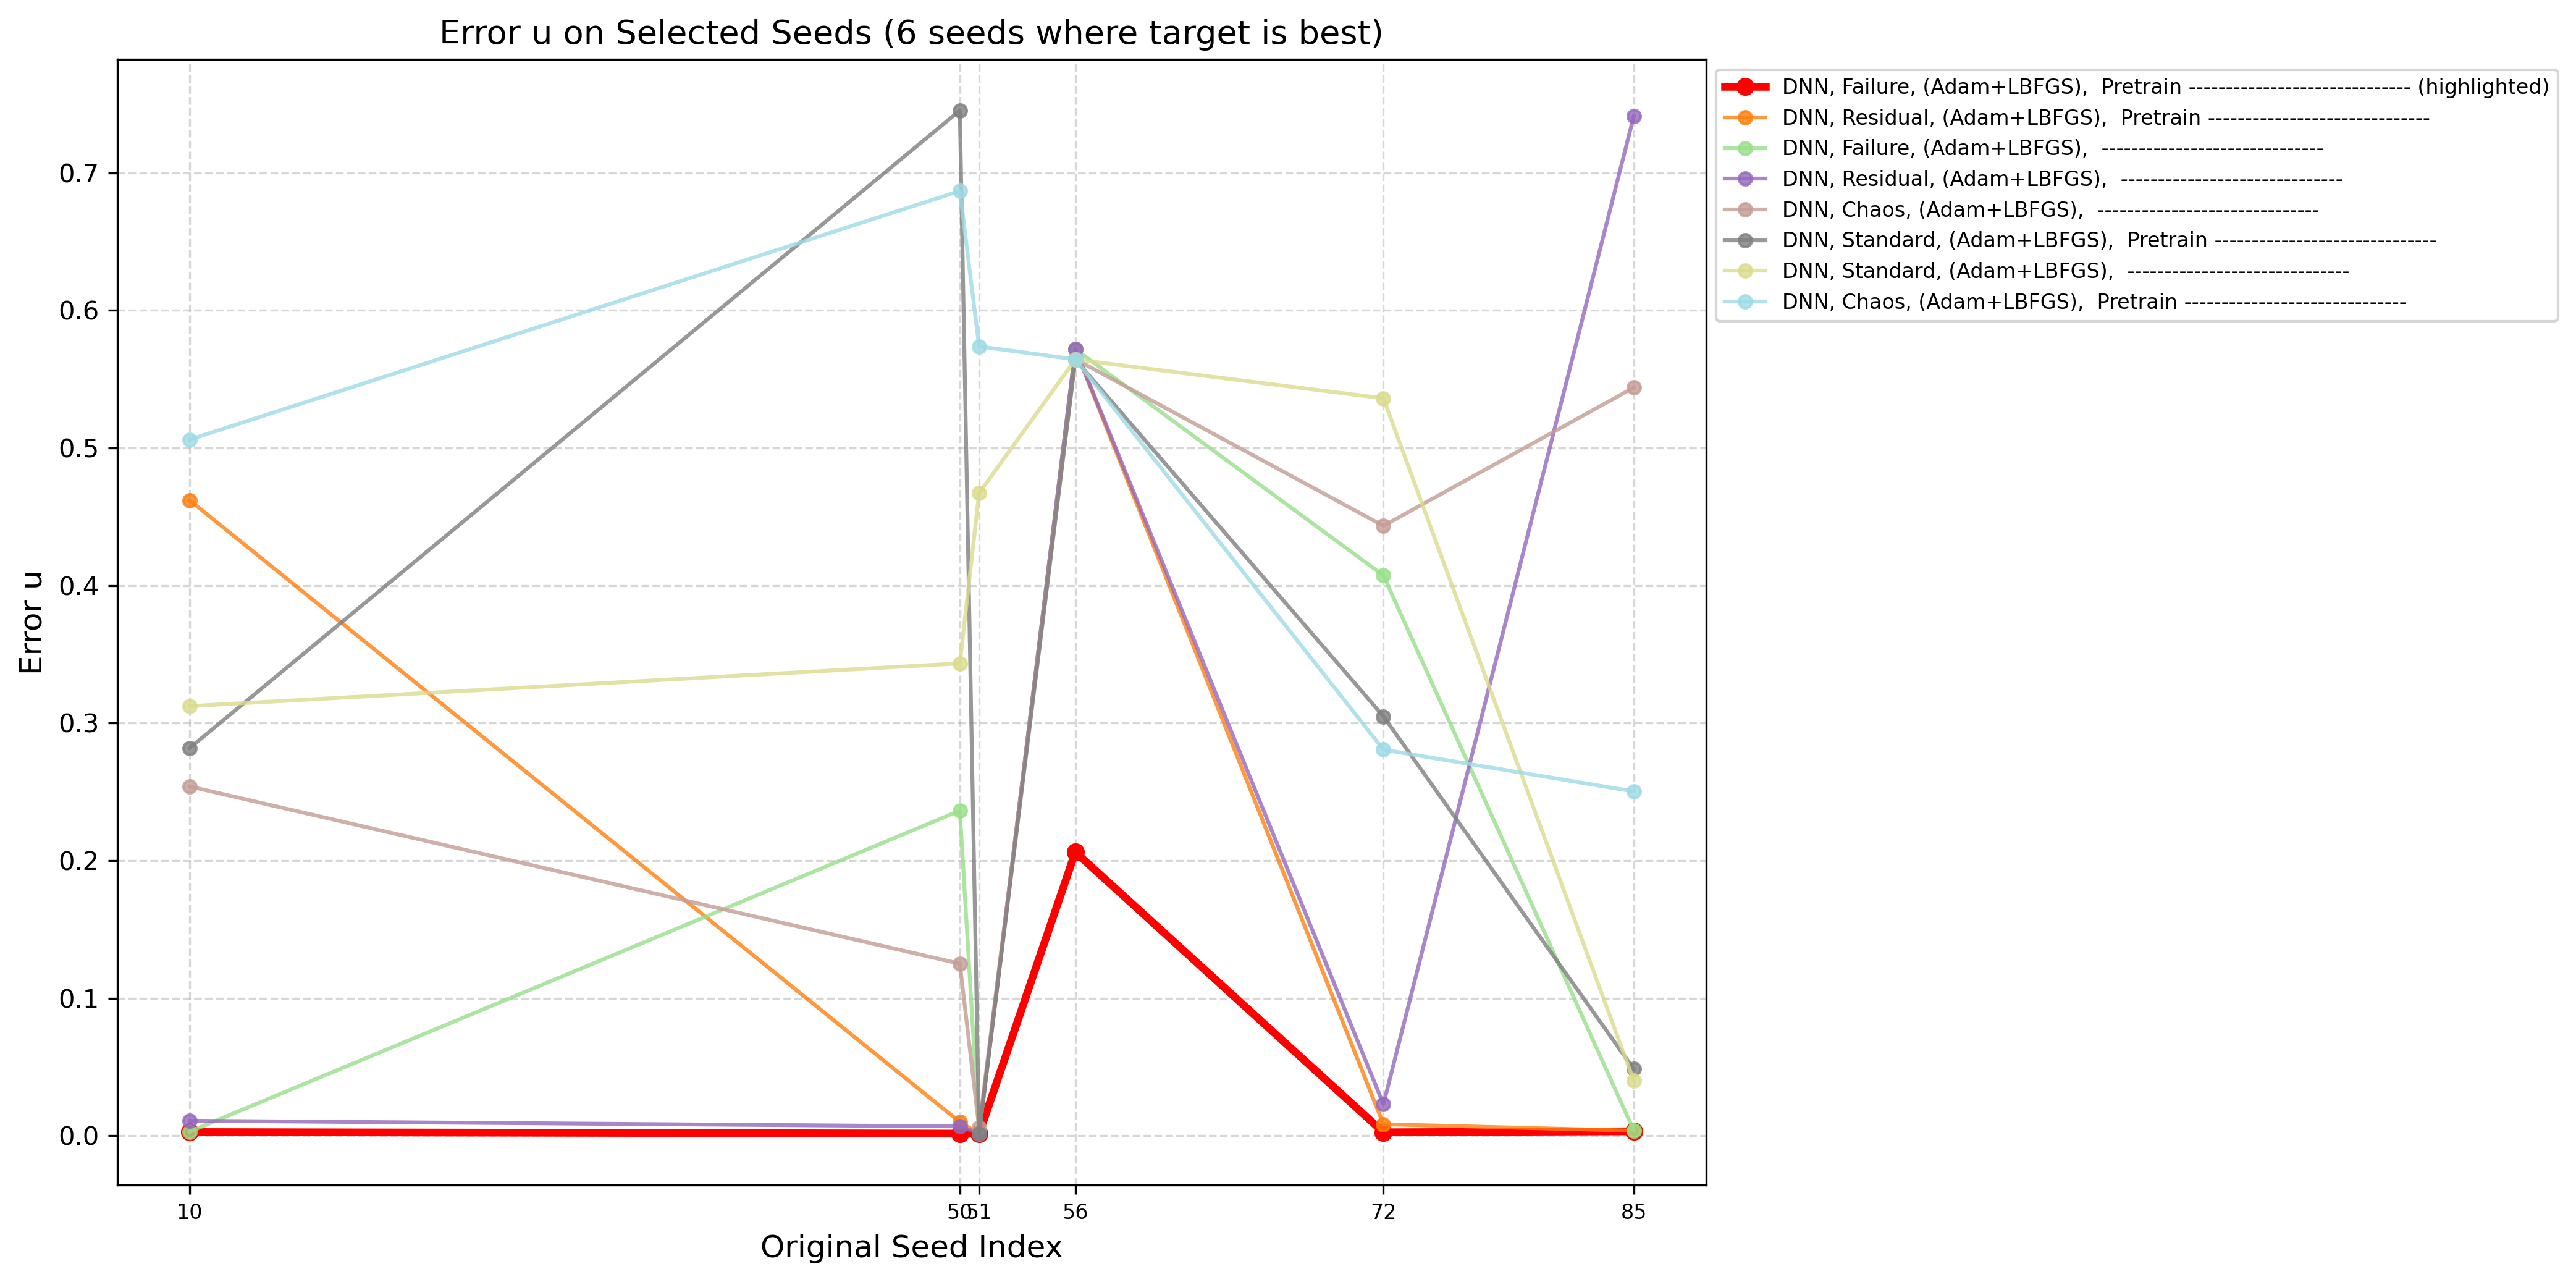 Error u on Selected Seeds (6 seeds where target is best)
DNN, Failure, (Adam+LBFGS),  Pretrain ------------------------------ (highlighted)
DNN, Residual, (Adam+LBFGS),  Pretrain ------------------------------
DNN, Failure, (Adam+LBFGS),  ------------------------------
DNN, Residual, (Adam+LBFGS),  ------------------------------
DNN, Chaos, (Adam+LBFGS),  ------------------------------
DNN, Standard, (Adam+LBFGS),  Pretrain ------------------------------
DNN, Standard, (Adam+LBFGS),  ------------------------------
DNN, Chaos, (Adam+LBFGS),  Pretrain ------------------------------
Error u
0.7
0.6
0.5
0.4
0.3
0.2
0.1
0.0
10 50 51 56 72 85
Original Seed Index